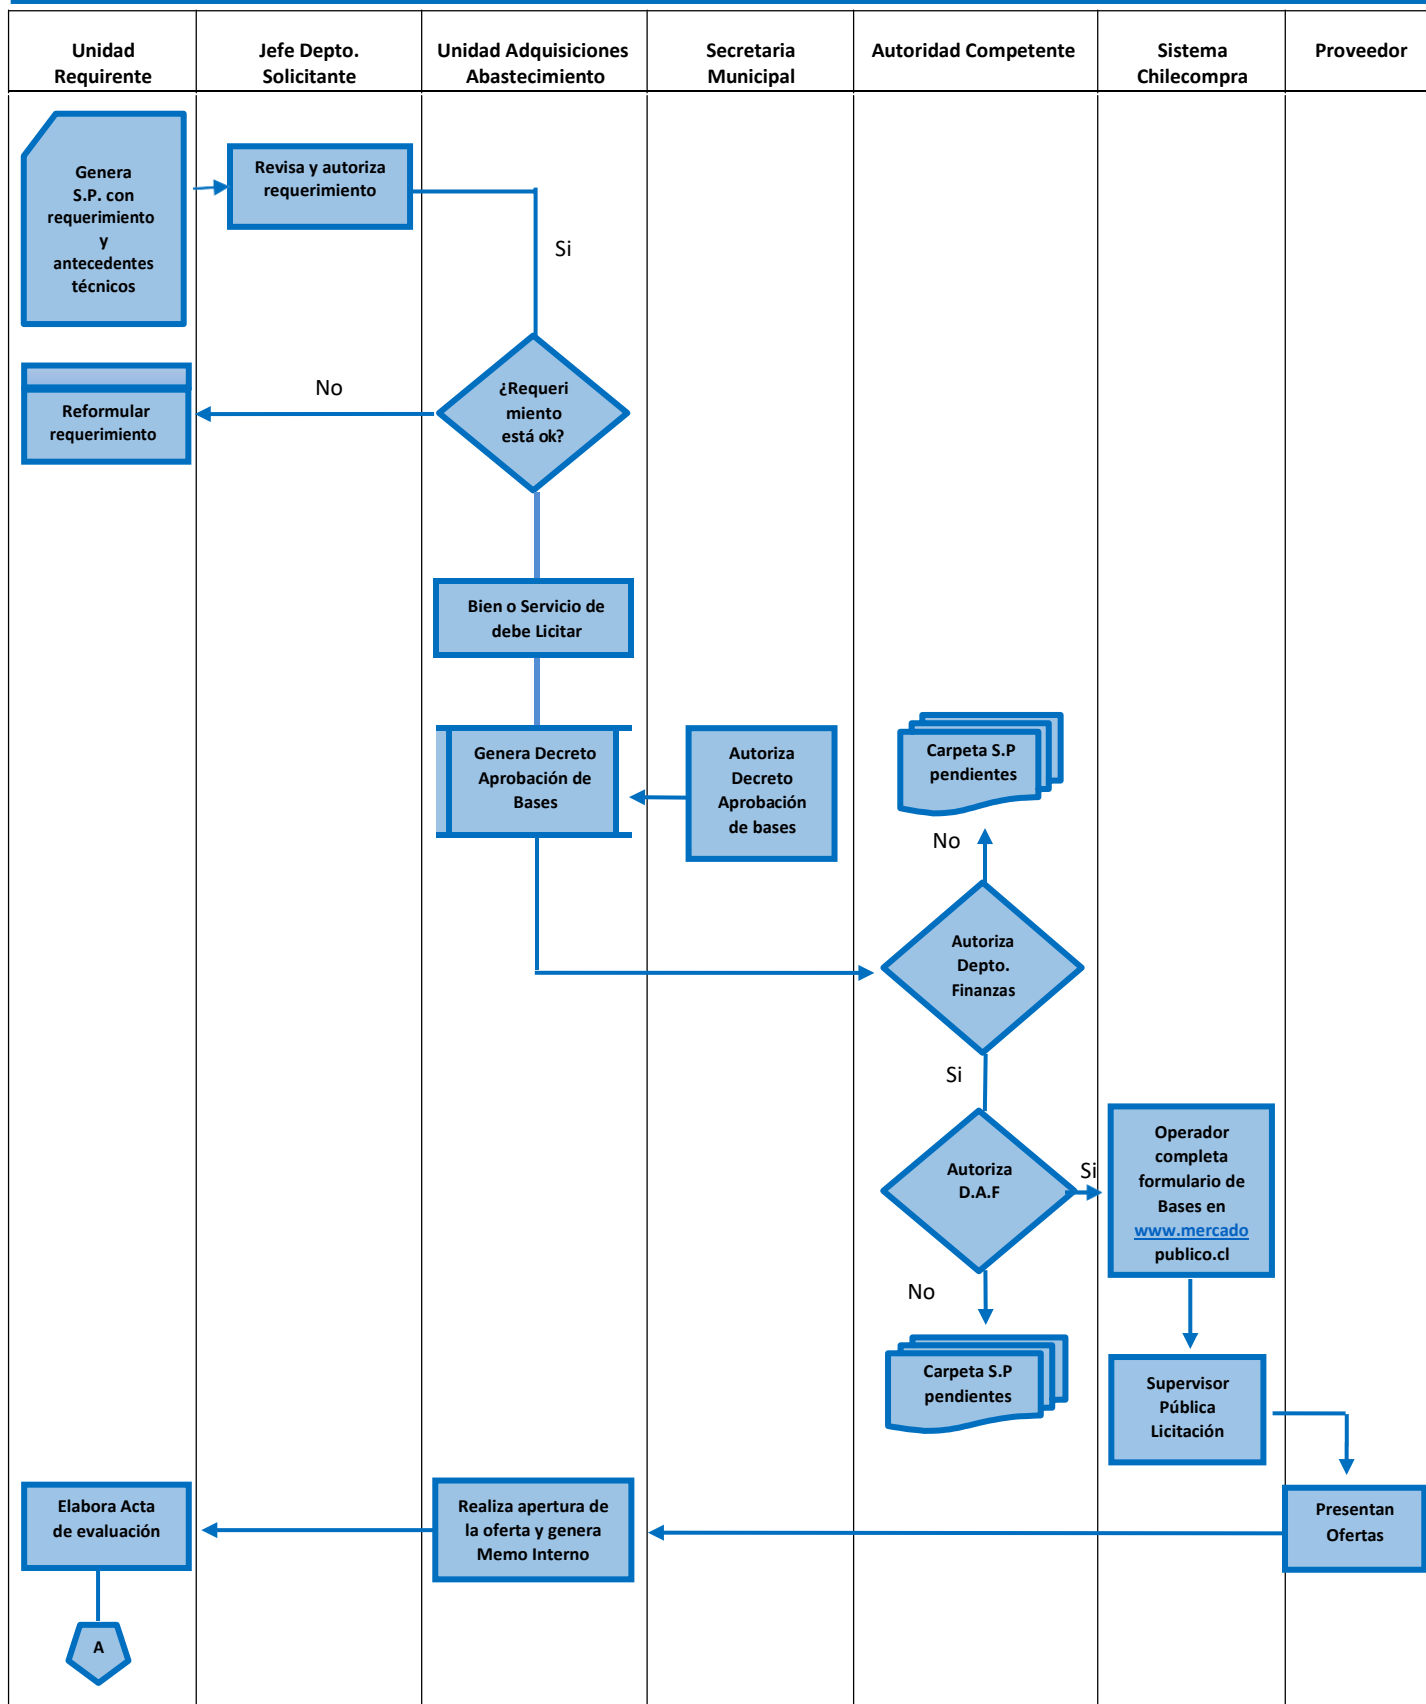 Unidad
Requirente
Jefe Depto.
Solicitante
Unidad Adquisiciones
Abastecimiento
Secretaria
Municipal
Autoridad Competente
Sistema
Chilecompra
Proveedor
Genera
S.P. con
requerimiento
y
antecedentes
técnicos
Revisa y autoriza
requerimiento
Si
¿Requeri
miento
está ok?
No
Reformular
requerimiento
Bien o Servicio de
debe Licitar
Genera Decreto
Aprobación de
Bases
Autoriza
Decreto
Aprobación
de bases
Carpeta S.P
pendientes
No
Autoriza
Depto.
Finanzas
Si
Autoriza
D.A.F
Si
Operador
completa
formulario de
Bases en
www.mercado
publico.cl
No
Carpeta S.P
pendientes
Supervisor
Pública
Licitación
Presentan
Ofertas
Realiza apertura de
la oferta y genera
Memo Interno
Elabora Acta
de evaluación
A